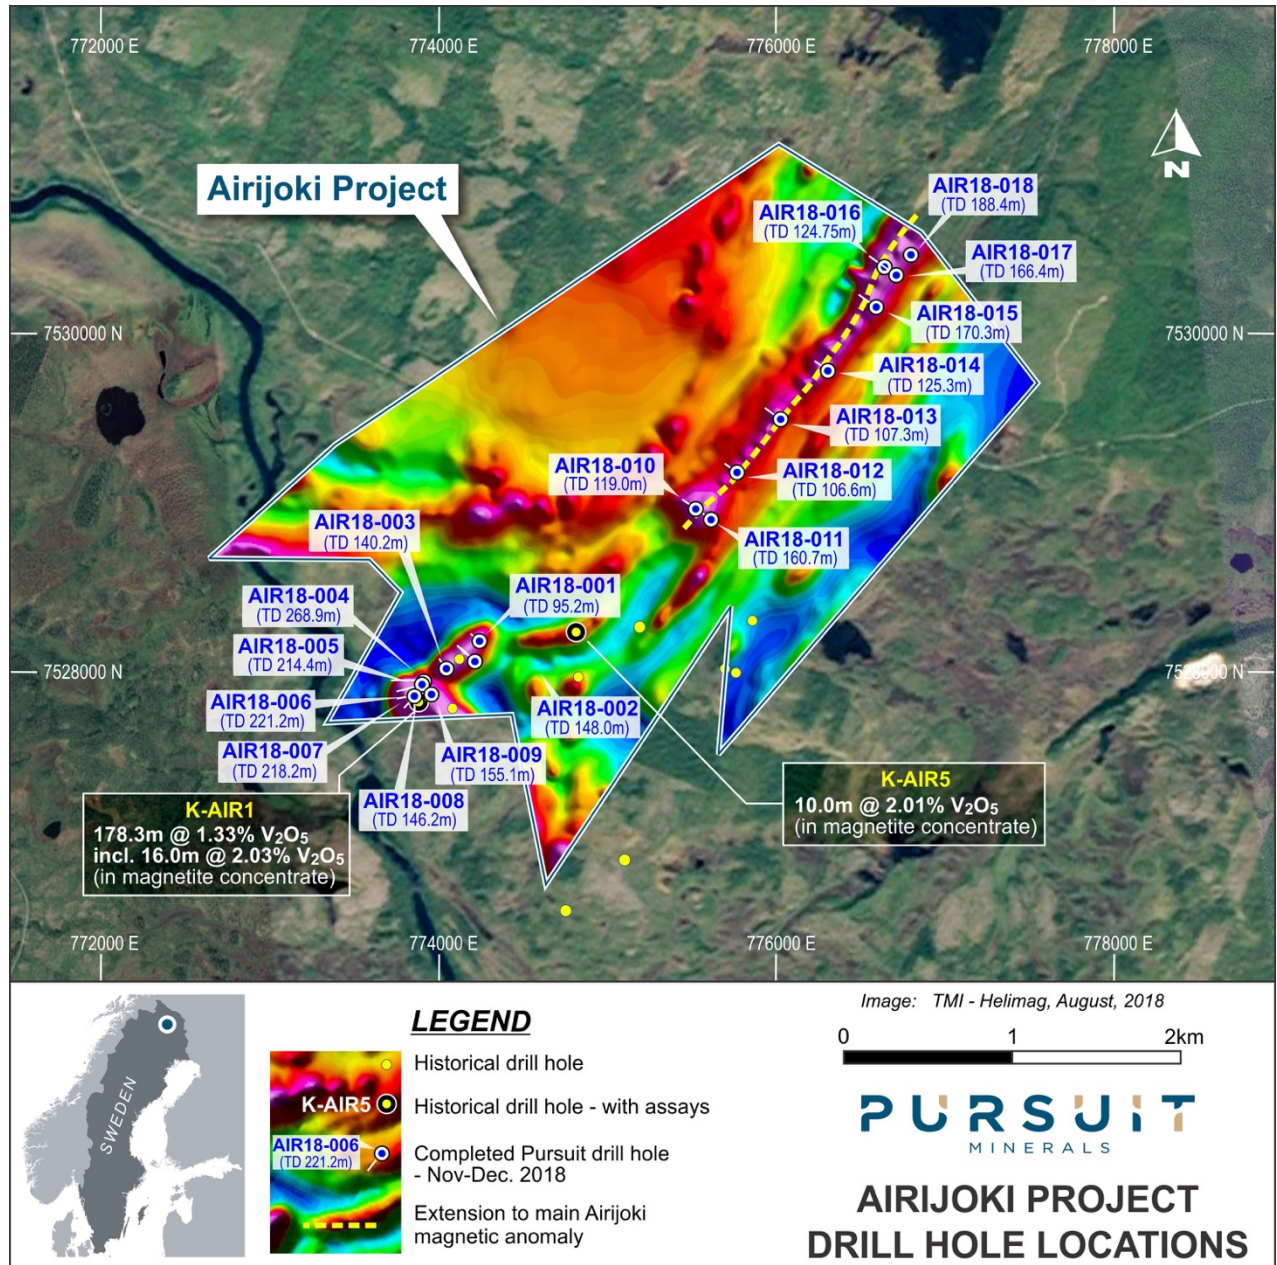 772000 E
774000 E
776000 E
778000 E
N
Airijoki Project
AIR18-018
(TD 188.4m)
AIR18-016
(TD 124.75m)
AIR18-017
(TD 166.4m)
7530000 N
AIR18-015
(TD 170.3m)
7530000 N
AIR18-014
(TD 125.3m)
AIR18-013
(TD 107.3m)
AIR18-010
(TD 119.0m)
AIR18-012
(TD 106.6m)
AIR18-003
(TD 140.2m)
AIR18-011
(TD 160.7m)
AIR18-001
(TD 95.2m)
AIR18-004
(TD 268.9m)
AIR18-005
(TD 214.4m)
7528000 N
7528000 N
AIR18-006
(TD 221.2m)
AIR18-002
(TD 148.0m)
AIR18-007
(TD 218.2m)
AIR18-009
(TD 155.1m)
AIR18-008
(TD 146.2m)
K-AIR1
178.3m @ 1.33% V₂O₅
incl. 16.0m @ 2.03% V₂O₅
(in magnetite concentrate)
K-AIR5
10.0m @ 2.01% V₂O₅
(in magnetite concentrate)
772000 E
774000 E
776000 E
778000 E
SWEDEN
LEGEND
Historical drill hole
K-AIR5
Historical drill hole - with assays
AIR18-006
(TD 221.2m)
Completed Pursuit drill hole
- Nov-Dec. 2018
Extension to main Airijoki
magnetic anomaly
Image: TMI - Helimag, August, 2018
0 1 2km
PURSUIT
MINERALS
AIRIJOKI PROJECT
DRILL HOLE LOCATIONS